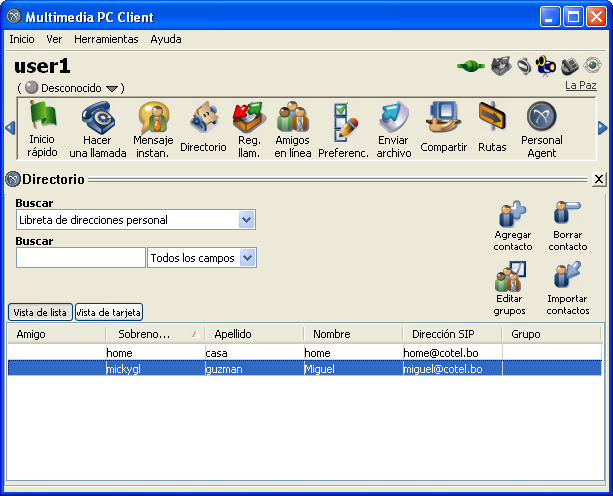 Multimedia PC Client
Inicio Ver Herramientas Ayuda
user1
( Desconocido )
La Paz
Inicio rápido
Hacer una llamada
Mensaje instan.
Directorio
Reg. llam.
Amigos en línea
Preferenc.
Enviar archivo
Compartir
Rutas
Personal Agent
Directorio
Buscar
Libreta de direcciones personal
Buscar
Todos los campos
Agregar contacto
Borrar contacto
Editar grupos
Importar contactos
Vista de lista Vista de tarjeta
Amigo Sobreno... Apellido Nombre Dirección SIP Grupo
home casa home home@cotel.bo
mickygl guzman Miguel miguel@cotel.bo